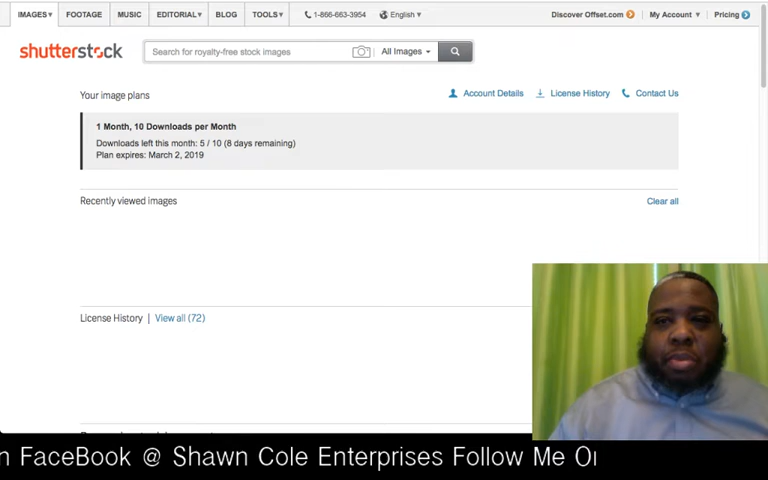 IMAGES FOOTAGE MUSIC EDITORIAL BLOG TOOLS 1-866-663-3954 English Discover Offset.com My Account Pricing
shutterstock Search for royalty-free stock images All Images
Your image plans Account Details License History Contact Us
1 Month, 10 Downloads per Month
Downloads left this month: 5 / 10 (8 days remaining)
Plan expires: March 2, 2019
Recently viewed images Clear all
License History | View all (72)
n FaceBook @ Shawn Cole Enterprises Follow Me On